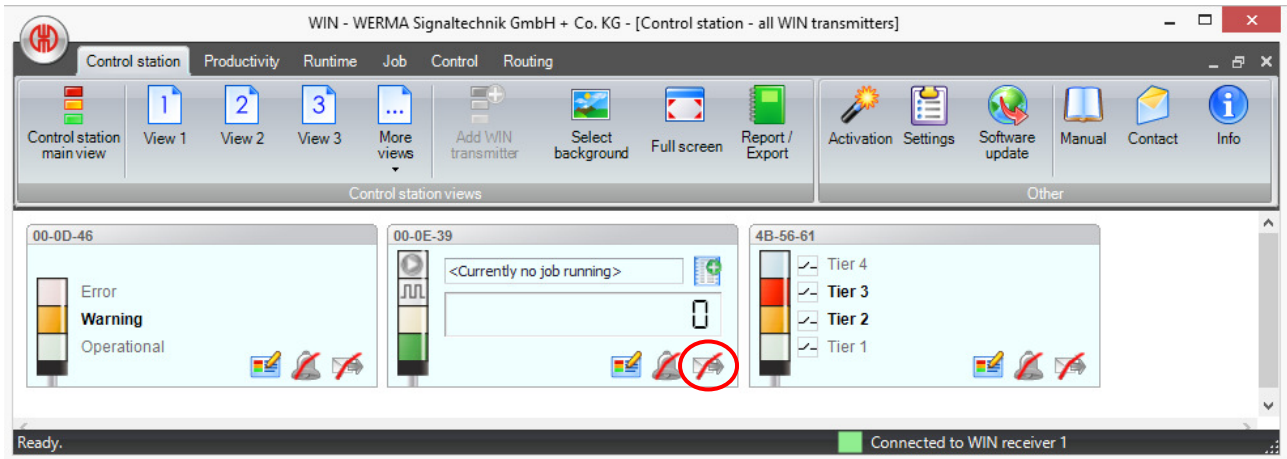 WIN - WERMA Signaltechnik GmbH + Co. KG - [Control station - all WIN transmitters]
Control station Productivity Runtime Job Control Routing
Control station main view
1
View 1
2
View 2
3
View 3
...
More views
Add WIN transmitter
Select background
Full screen
Report / Export
Activation
Settings
Software update
Manual
Contact
Info
Control station views
Other
00-0D-46
Error
Warning
Operational
00-0E-39
<Currently no job running>
0
4B-56-61
Tier 4
Tier 3
Tier 2
Tier 1
Ready.
Connected to WIN receiver 1